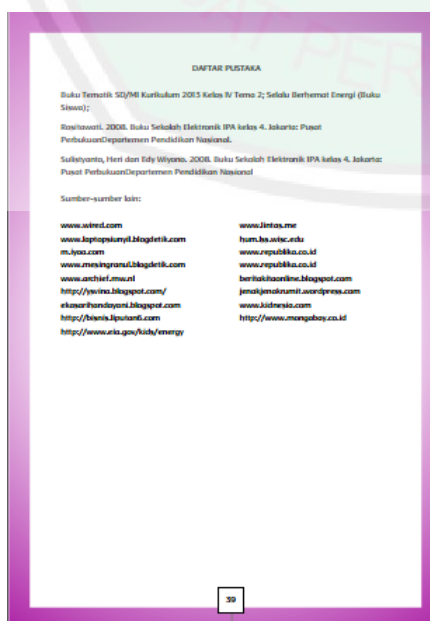 DAFTAR PUSTAKA
Buku Tematik SD/MI Kurikulum 2013 Kelas IV Tema 2; Selalu Berhemat Energi (Buku
Siswa);
Rositawati. 2008. Buku Sekolah Elektronik IPA kelas 4. Jakarta: Pusat
PerbukuanDepartemen Pendidikan Nasional.
Sulistyanto, Heri dan Edy Wiyono. 2008. Buku Sekolah Elektronik IPA kelas 4. Jakarta:
Pusat PerbukuanDepartemen Pendidikan Nasional
Sumber-sumber lain:
www.wired.com
www.laptopsiunyil.blogdetik.com
m.iyaa.com
www.mesingranul.blogdetik.com
www.archief.rnw.nl
http://yswina.blogspot.com/
ekosarihandayani.blogspot.com
http://bisnis.liputan6.com
http://www.eia.gov/kids/energy
www.lintas.me
hum.lss.wisc.edu
www.republika.co.id
www.republika.co.id
beritakitaonline.blogspot.com
jenakjenakrumit.wordpress.com
www.kidnesia.com
http://www.mongabay.co.id
39